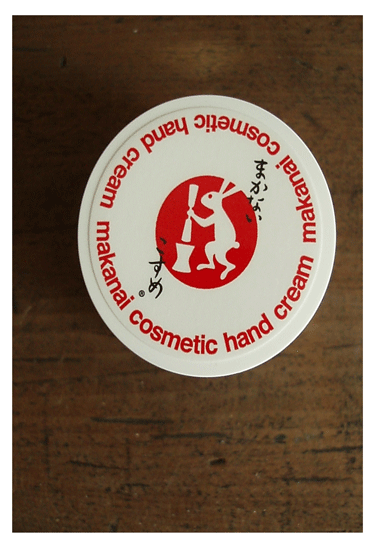 makanai cosmetic hand cream
makanai cosmetic hand cream
まかない
こすめ®